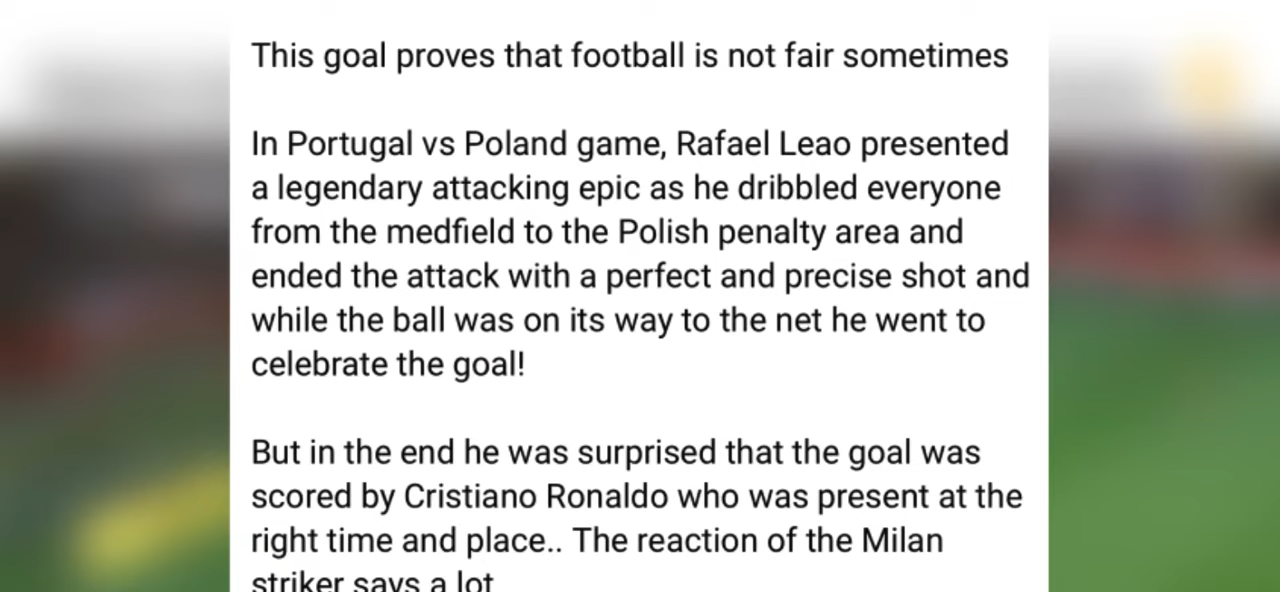 This goal proves that football is not fair sometimes
In Portugal vs Poland game, Rafael Leao presented
a legendary attacking epic as he dribbled everyone
from the medfield to the Polish penalty area and
ended the attack with a perfect and precise shot and
while the ball was on its way to the net he went to
celebrate the goal!
But in the end he was surprised that the goal was
scored by Cristiano Ronaldo who was present at the
right time and place.. The reaction of the Milan
striker says a lot